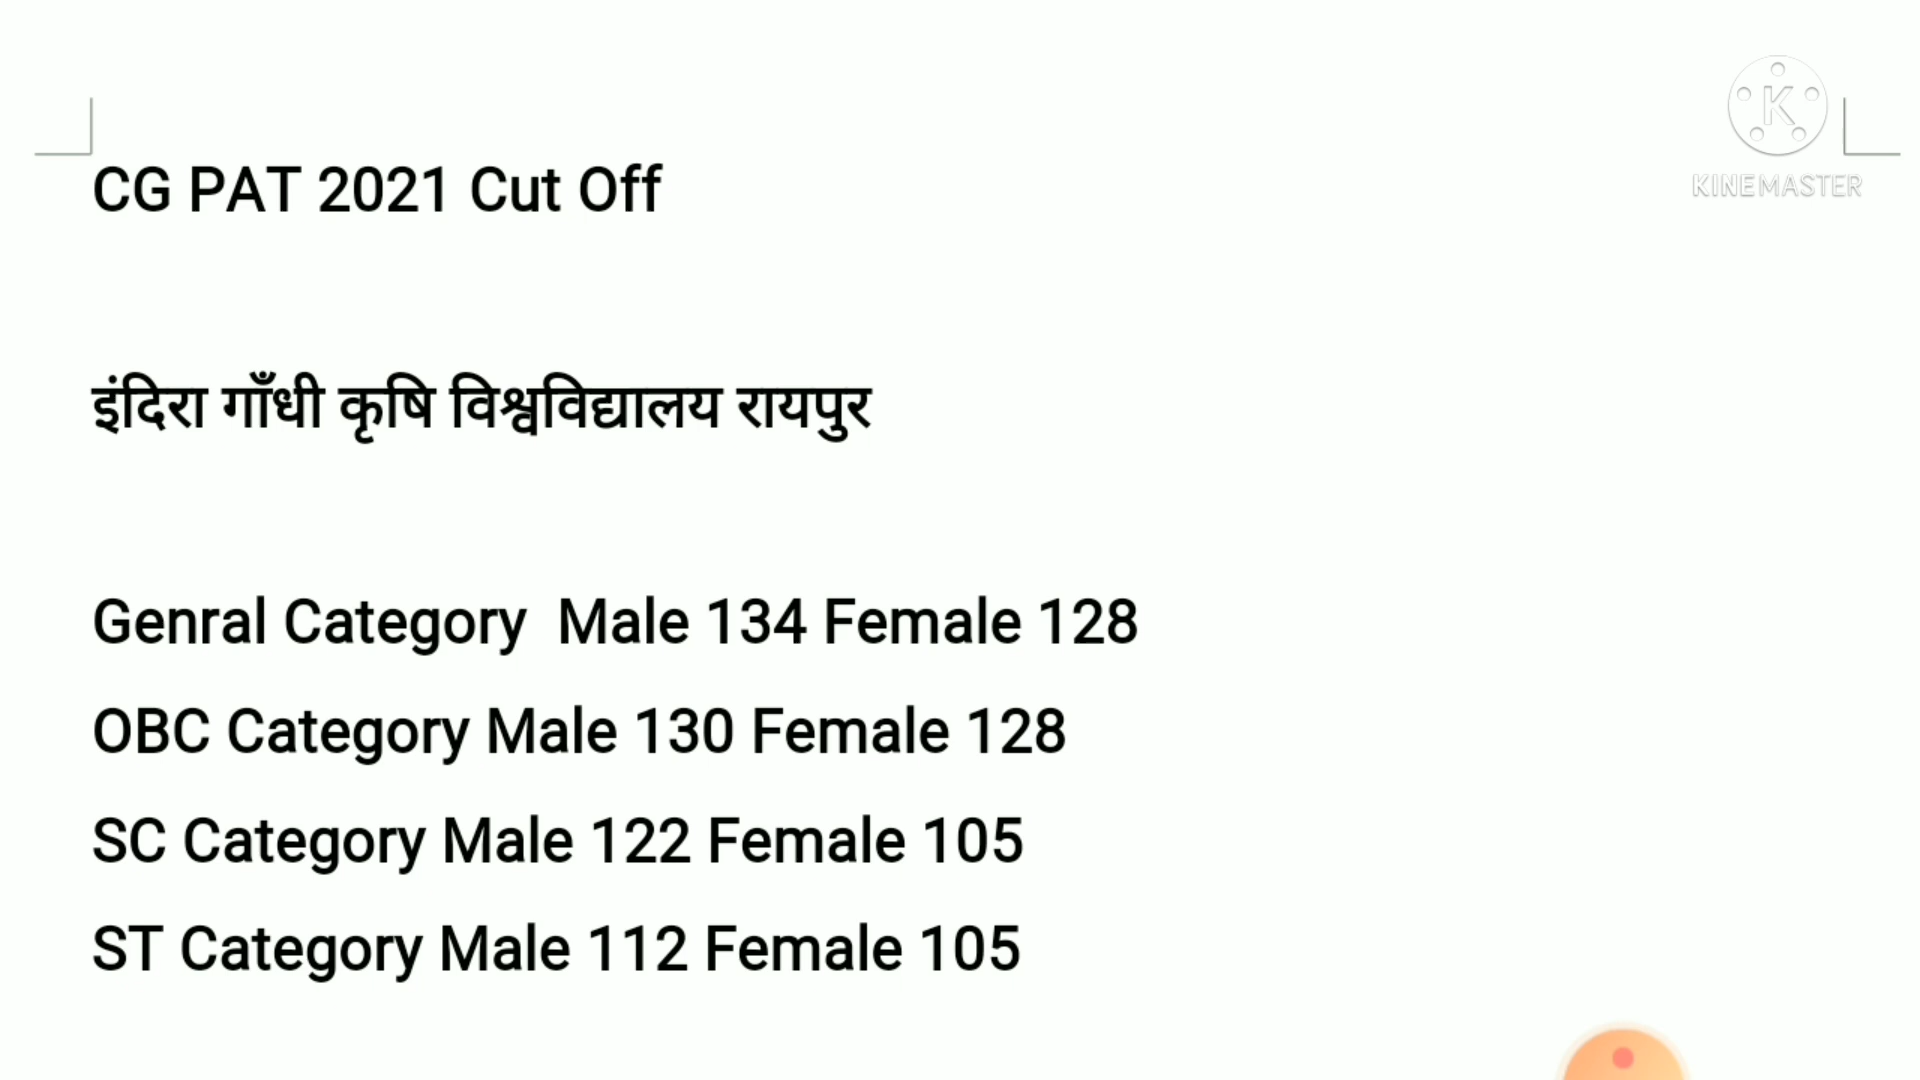 CG PAT 2021 Cut Off
KINEMASTER
इंदिरा गाँधी कृषि विश्वविद्यालय रायपुर
Genral Category  Male 134 Female 128
OBC Category Male 130 Female 128
SC Category Male 122 Female 105
ST Category Male 112 Female 105